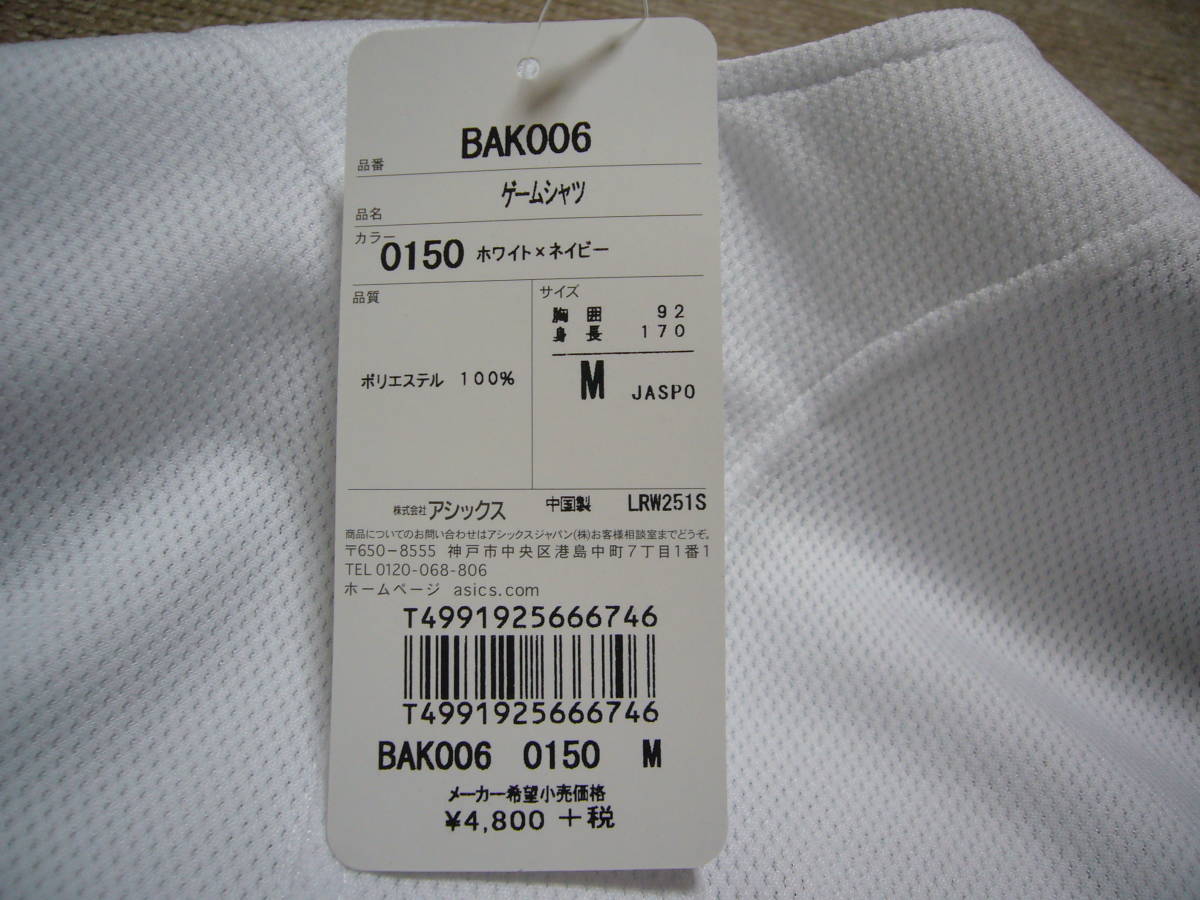 BAK006
品番
ゲームシャツ
品名
カラー
0150 ホワイト×ネイビー
品質
ポリエステル 100%
サイズ
胸囲 92
身長 170
M JASPO
株式会社アシックス 中国製 LRW251S
商品についてのお問い合わせはアシックスジャパン(株)お客様相談室までどうぞ。
〒650-8555 神戸市中央区港島中町7丁目1番1
TEL 0120-068-806
ホームページ asics.com
T4991925666746
T4991925666746
BAK006 0150 M
メーカー希望小売価格
¥4,800 +税